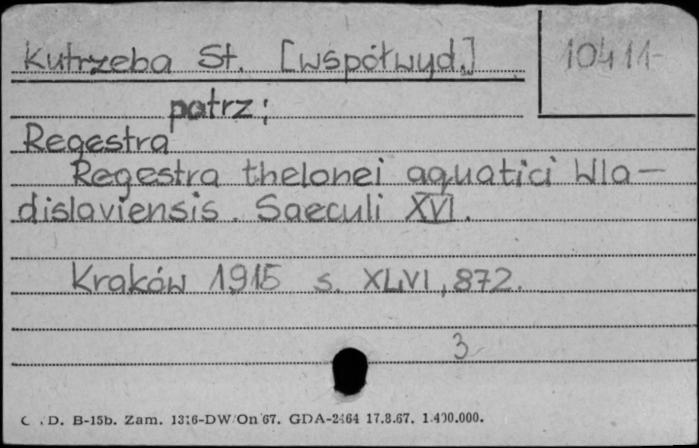 Kutrzeba St. [współwyd.]
10411
patrz:
Regestra
Regestra thelonei aquatici Wla-
dislaviensis. Saeculi XVI.
Kraków 1915 s. XLVI, 872.
3
C.D. B-15b. Zam. 1316-DW/On/67. GDA-2464 17.8.67. 1.400.000.